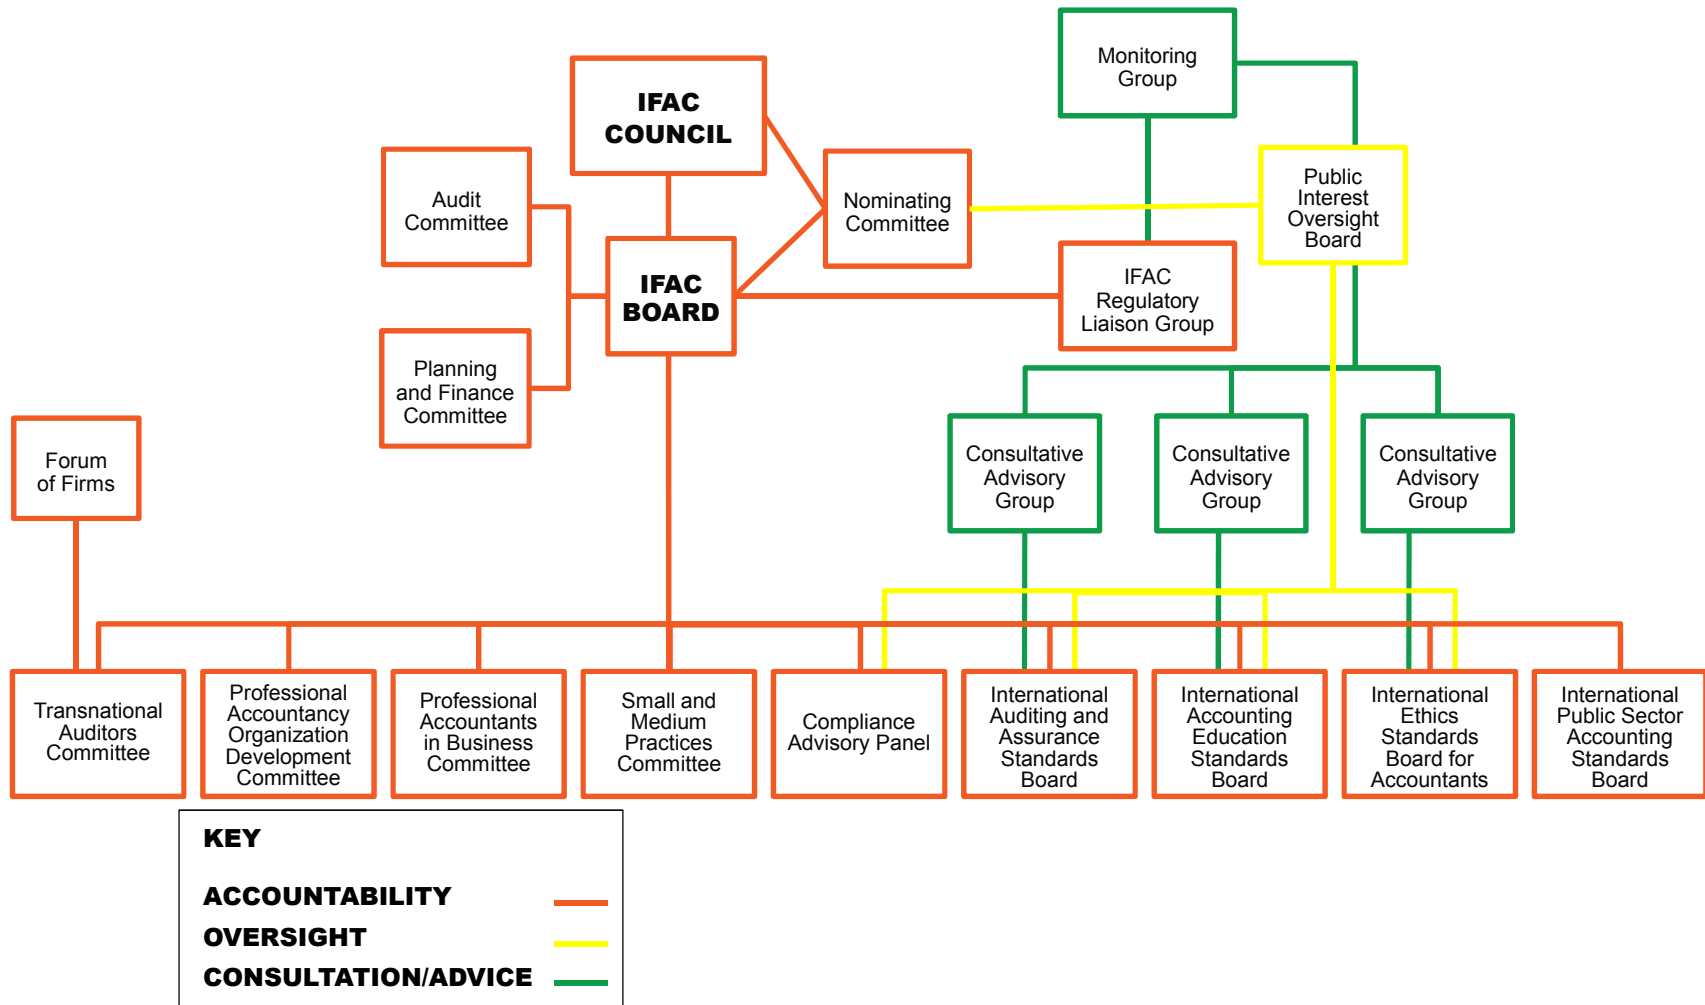 Monitoring
Group
IFAC
COUNCIL
Audit
Committee
Nominating
Committee
Public
Interest
Oversight
Board
IFAC
BOARD
IFAC
Regulatory
Liaison Group
Planning
and Finance
Committee
Forum
of Firms
Consultative
Advisory
Group
Consultative
Advisory
Group
Consultative
Advisory
Group
Transnational
Auditors
Committee
Professional
Accountancy
Organization
Development
Committee
Professional
Accountants
in Business
Committee
Small and
Medium
Practices
Committee
Compliance
Advisory Panel
International
Auditing and
Assurance
Standards
Board
International
Accounting
Education
Standards
Board
International
Ethics
Standards
Board for
Accountants
International
Public Sector
Accounting
Standards
Board
KEY
ACCOUNTABILITY
OVERSIGHT
CONSULTATION/ADVICE